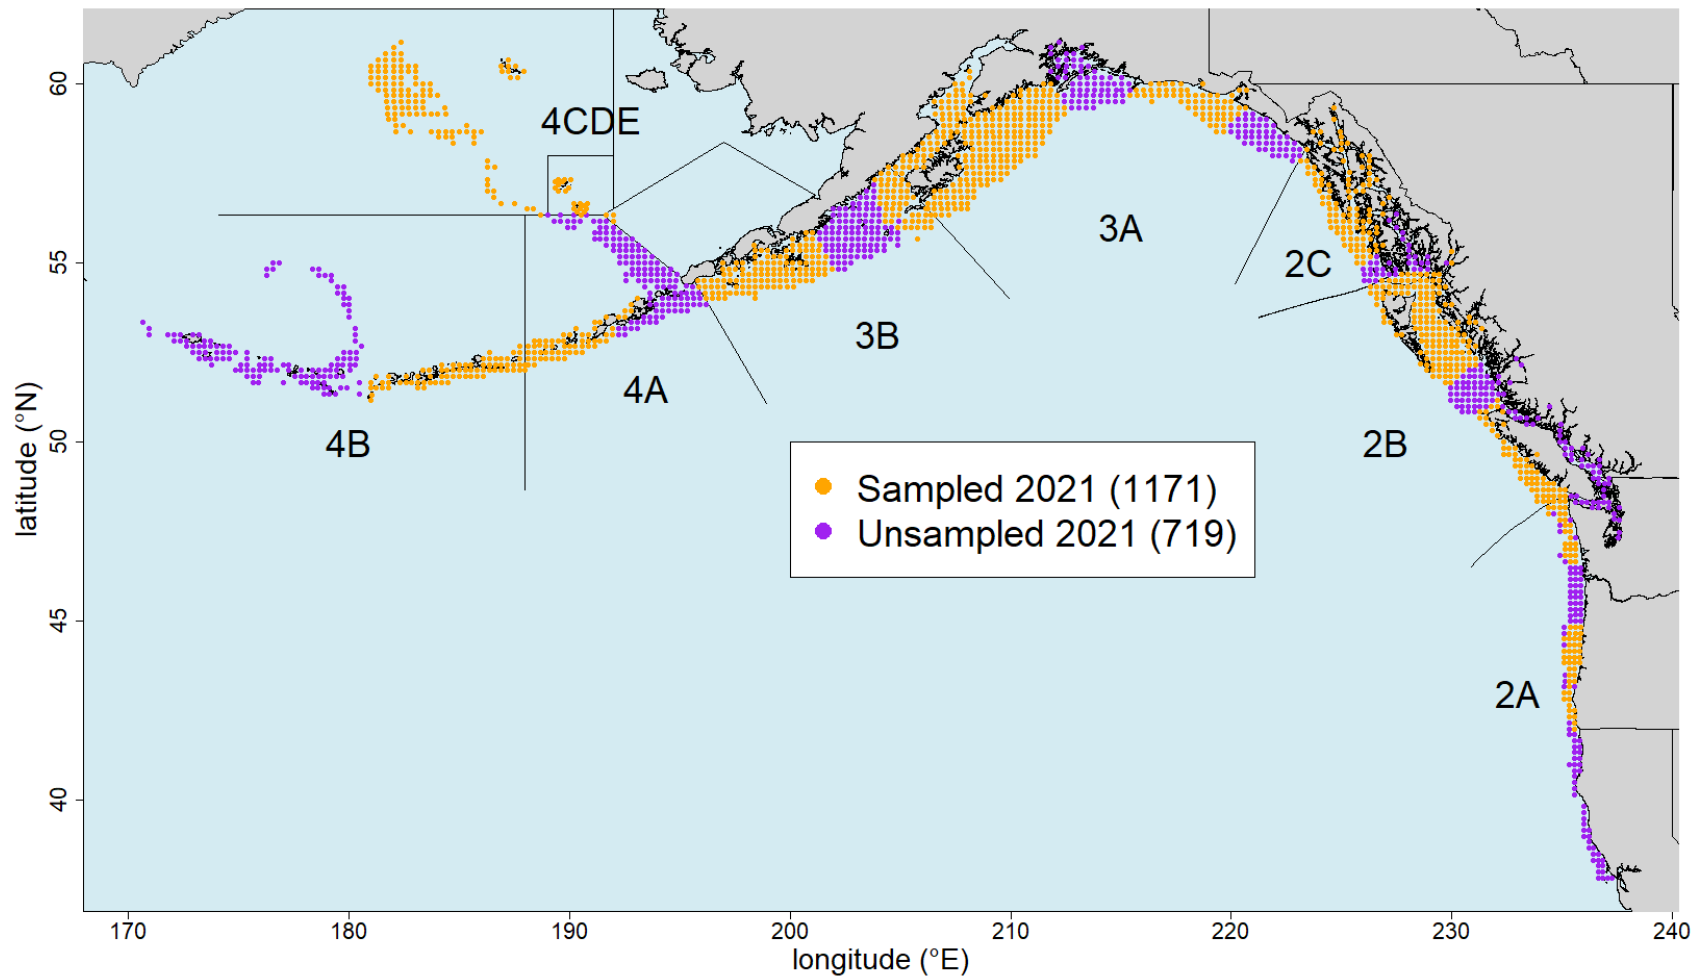 60
55
50
45
40
latitude (°N)
4CDE
3A
2C
3B
4A
4B
2B
Sampled 2021 (1171)
Unsampled 2021 (719)
2A
170
180
190
200
210
220
230
240
longitude (°E)